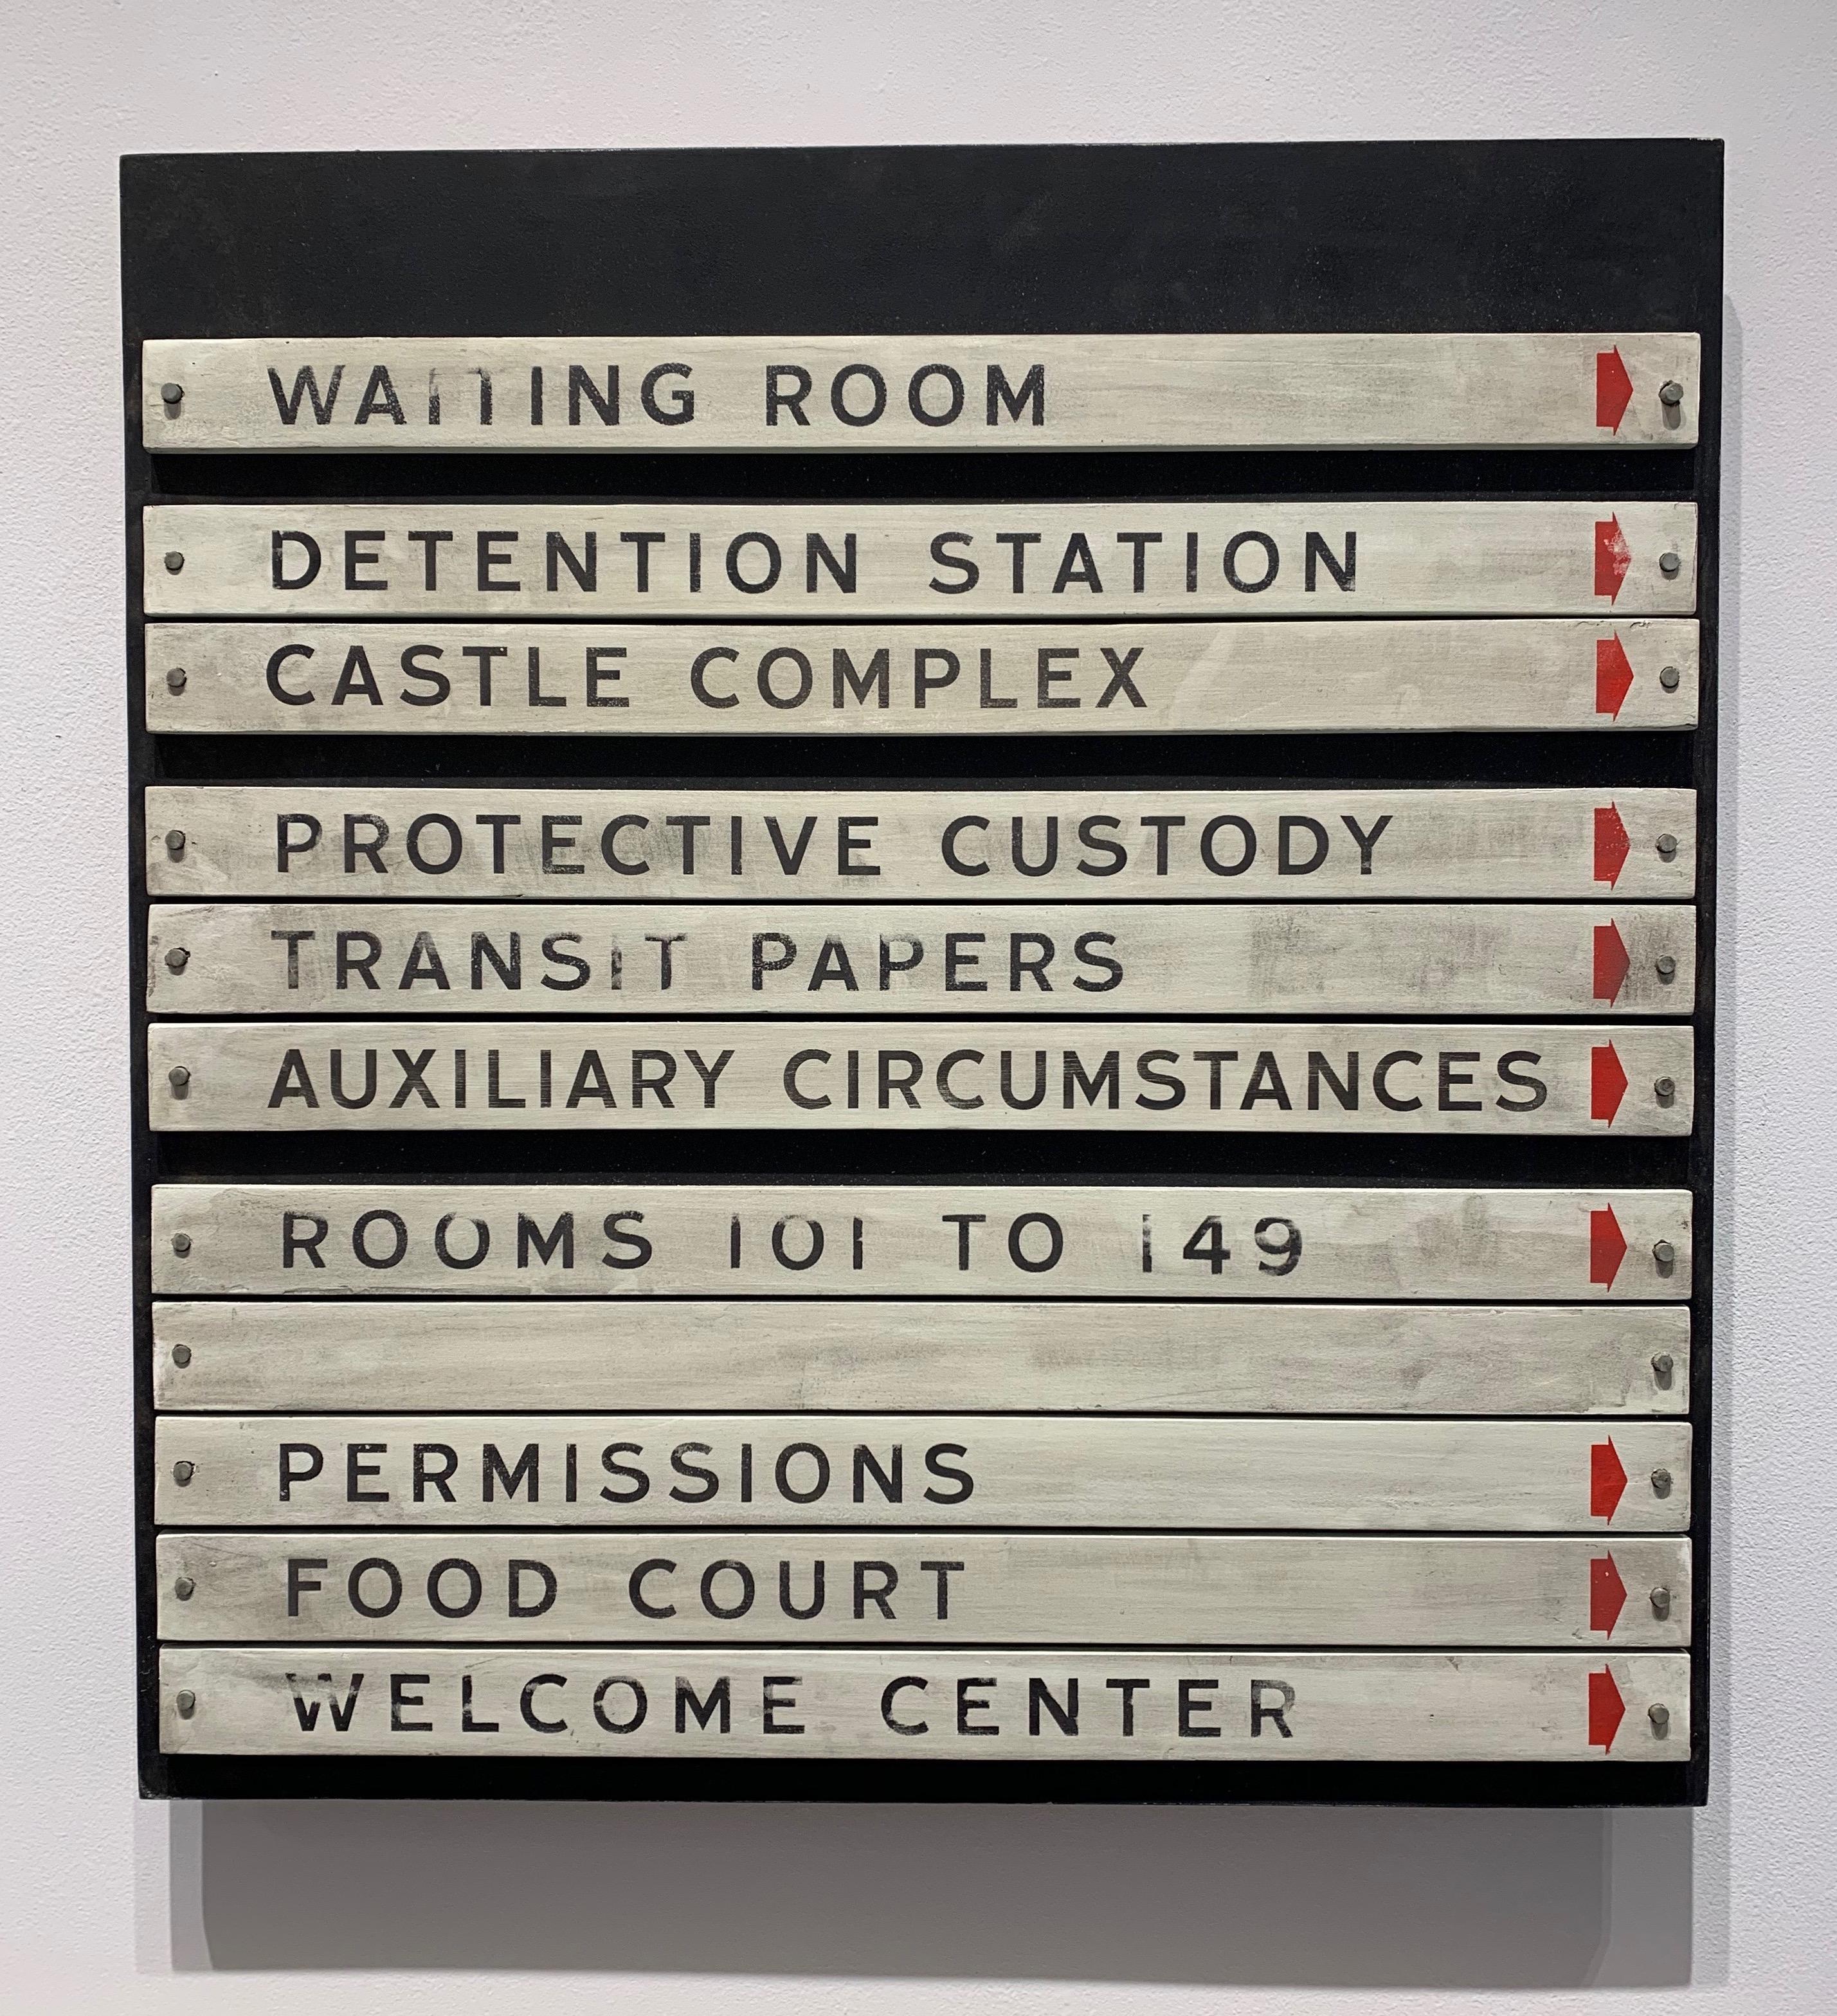 WAITING ROOM
DETENTION STATION
CASTLE COMPLEX
PROTECTIVE CUSTODY
TRANSIT PAPERS
AUXILIARY CIRCUMSTANCES
ROOMS 101 TO 149
PERMISSIONS
FOOD COURT
WELCOME CENTER